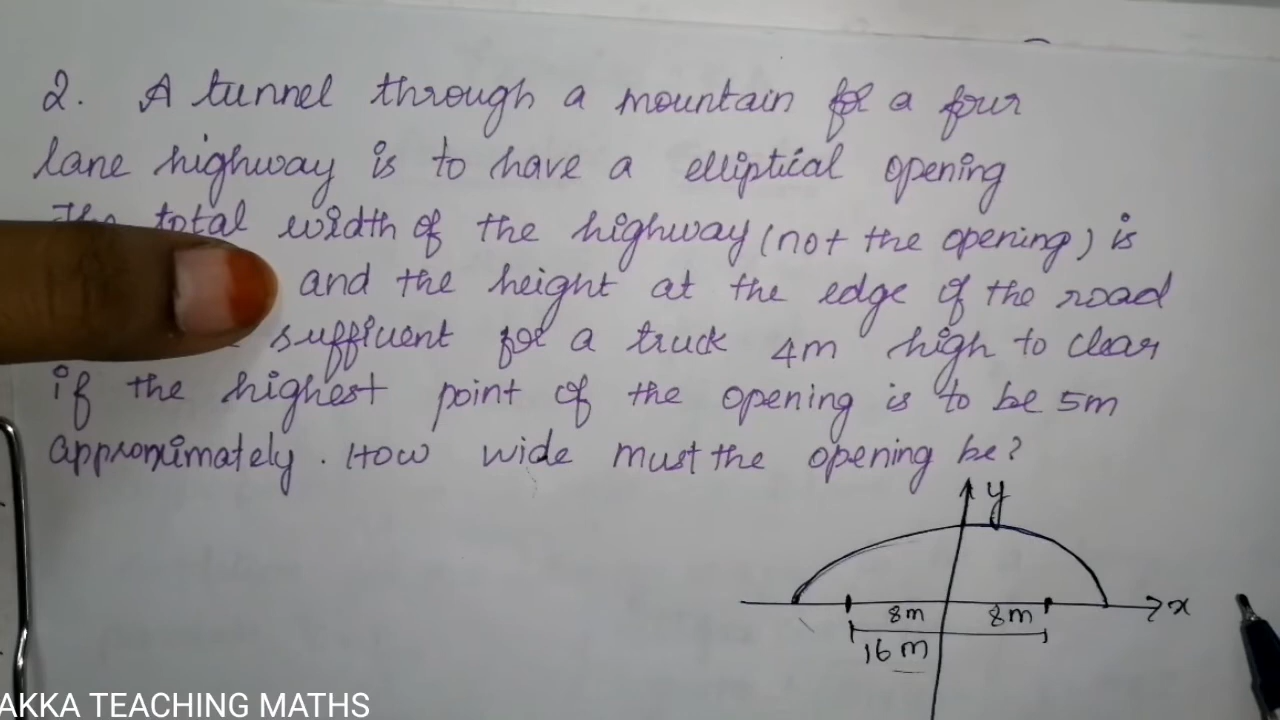 2. A tunnel through a mountain for a four
lane highway is to have a elliptical opening
The total width of the highway (not the opening) is
and the height at the edge of the road
sufficient for a truck 4m high to clear
if the highest point of the opening is to be 5m
approximately. How wide must the opening be?
y
x
8m 8m
16 m
AKKA TEACHING MATHS